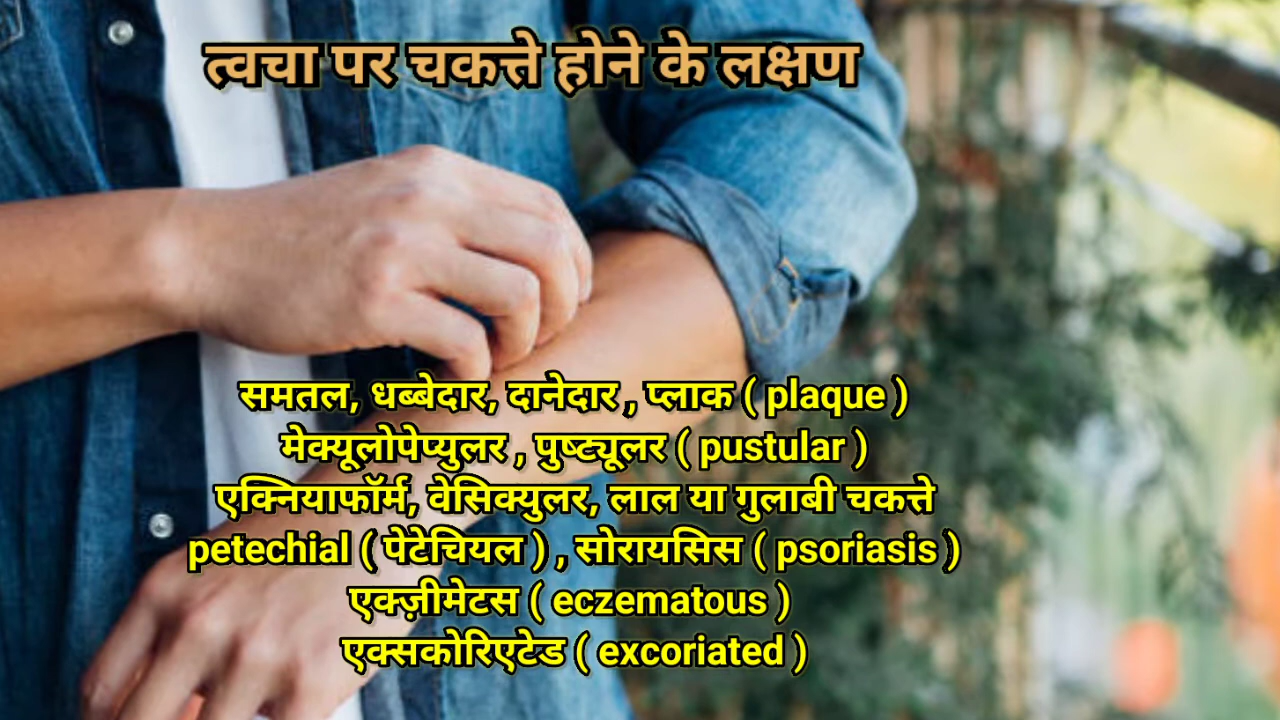 त्वचा पर चकत्ते होने के लक्षण
समतल, धब्बेदार, दानेदार , प्लाक ( plaque )
मेक्यूलोपेप्युलर , पुष्ट्यूलर ( pustular )
एक्नियाफॉर्म, वेसिक्युलर, लाल या गुलाबी चकत्ते
petechial ( पेटेचियल ) , सोरायसिस ( psoriasis )
एक्ज़ीमेटस ( eczematous )
एक्सकोरिएटेड ( excoriated )